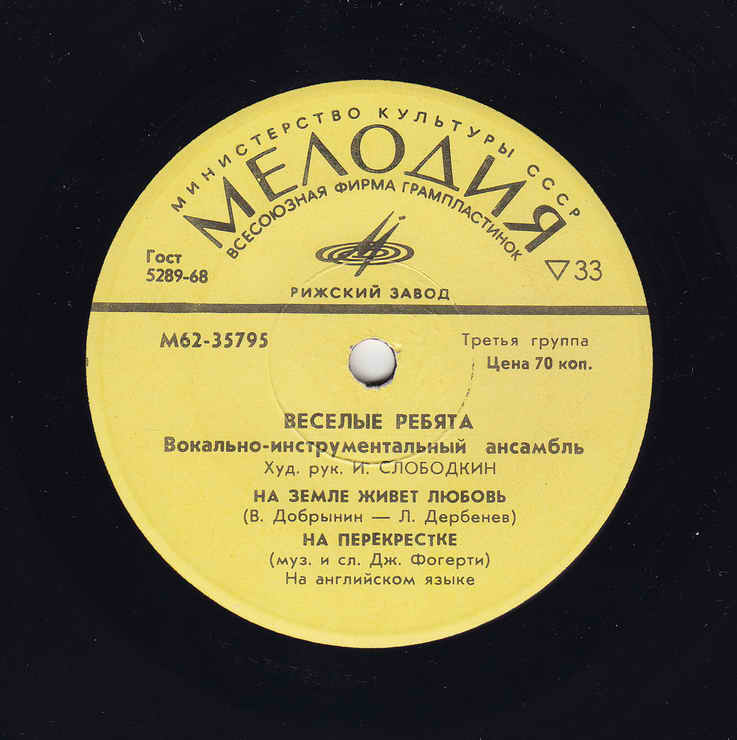 МИНИСТЕРСТВО КУЛЬТУРЫ СССР
МЕЛОДИЯ
ВСЕСОЮЗНАЯ ФИРМА ГРАМПЛАСТИНОК
Гост
5289-68
33
РИЖСКИЙ ЗАВОД
М62-35795
Третья группа
Цена 70 коп.
ВЕСЕЛЫЕ РЕБЯТА
Вокально-инструментальный ансамбль
Худ. рук. И. СЛОБОДКИН
НА ЗЕМЛЕ ЖИВЕТ ЛЮБОВЬ
(В. Добрынин — Л. Дербенев)
НА ПЕРЕКРЕСТКЕ
(муз. и сл. Дж. Фогерти)
На английском языке